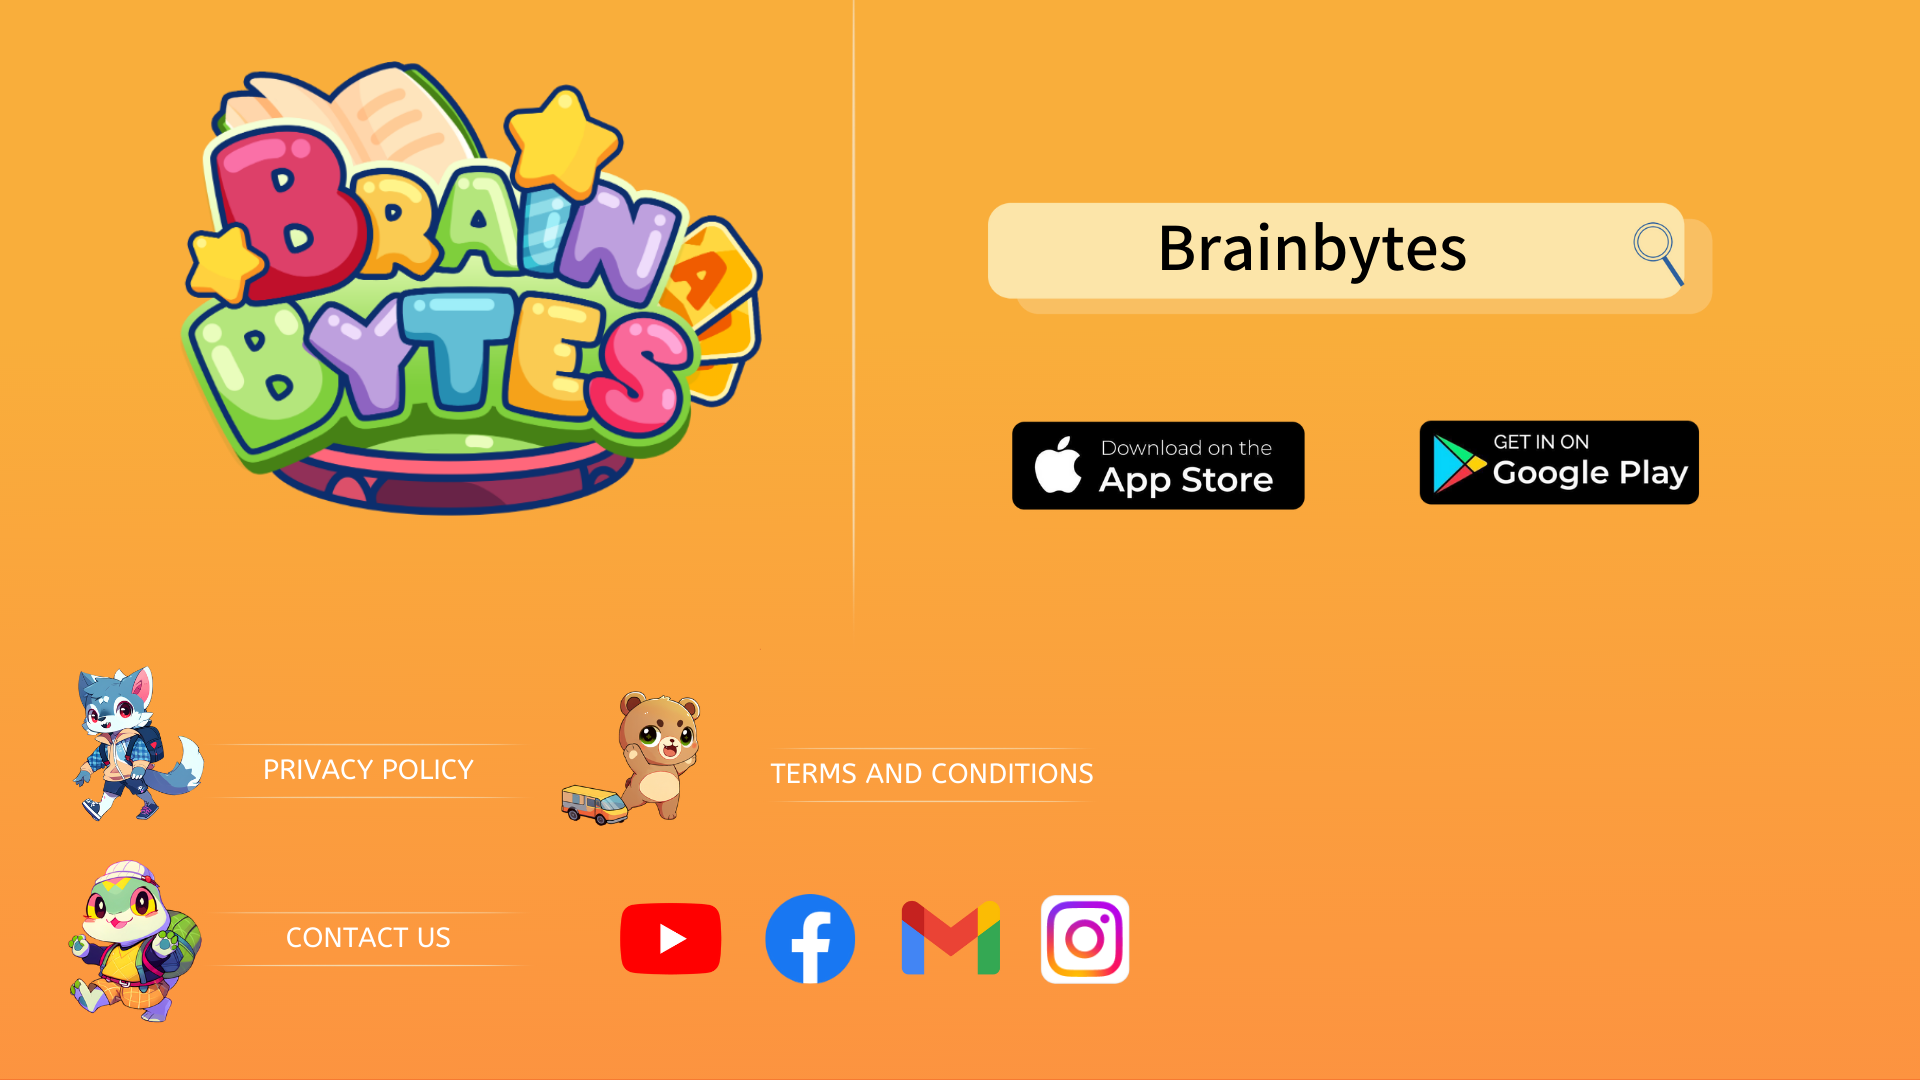 BRAIN
BYTES
A
Brainbytes
Download on the
App Store
GET IN ON
Google Play
PRIVACY POLICY
TERMS AND CONDITIONS
CONTACT US